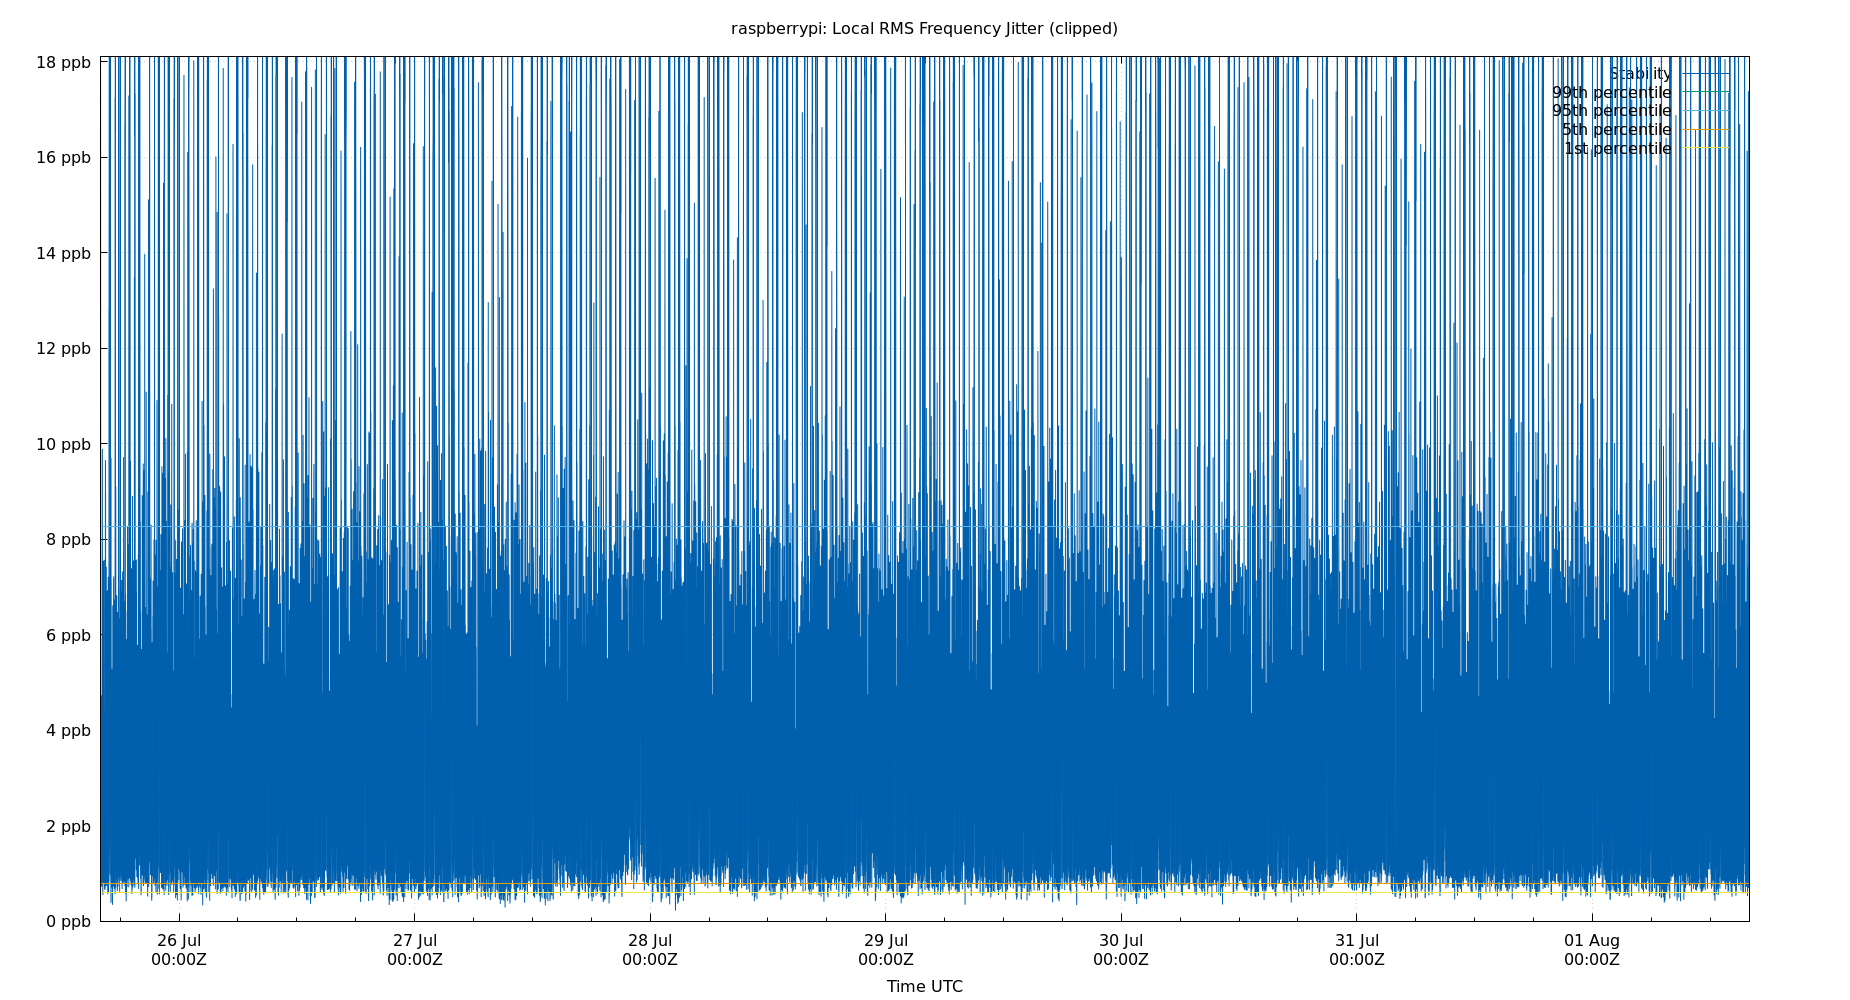 raspberrypi: Local RMS Frequency Jitter (clipped)
18 ppb
16 ppb
14 ppb
12 ppb
10 ppb
8 ppb
6 ppb
4 ppb
2 ppb
0 ppb
Stability
99th percentile
95th percentile
5th percentile
1st percentile
26 Jul 27 Jul 28 Jul 29 Jul 30 Jul 31 Jul 01 Aug
00:00Z 00:00Z 00:00Z 00:00Z 00:00Z 00:00Z 00:00Z
Time UTC